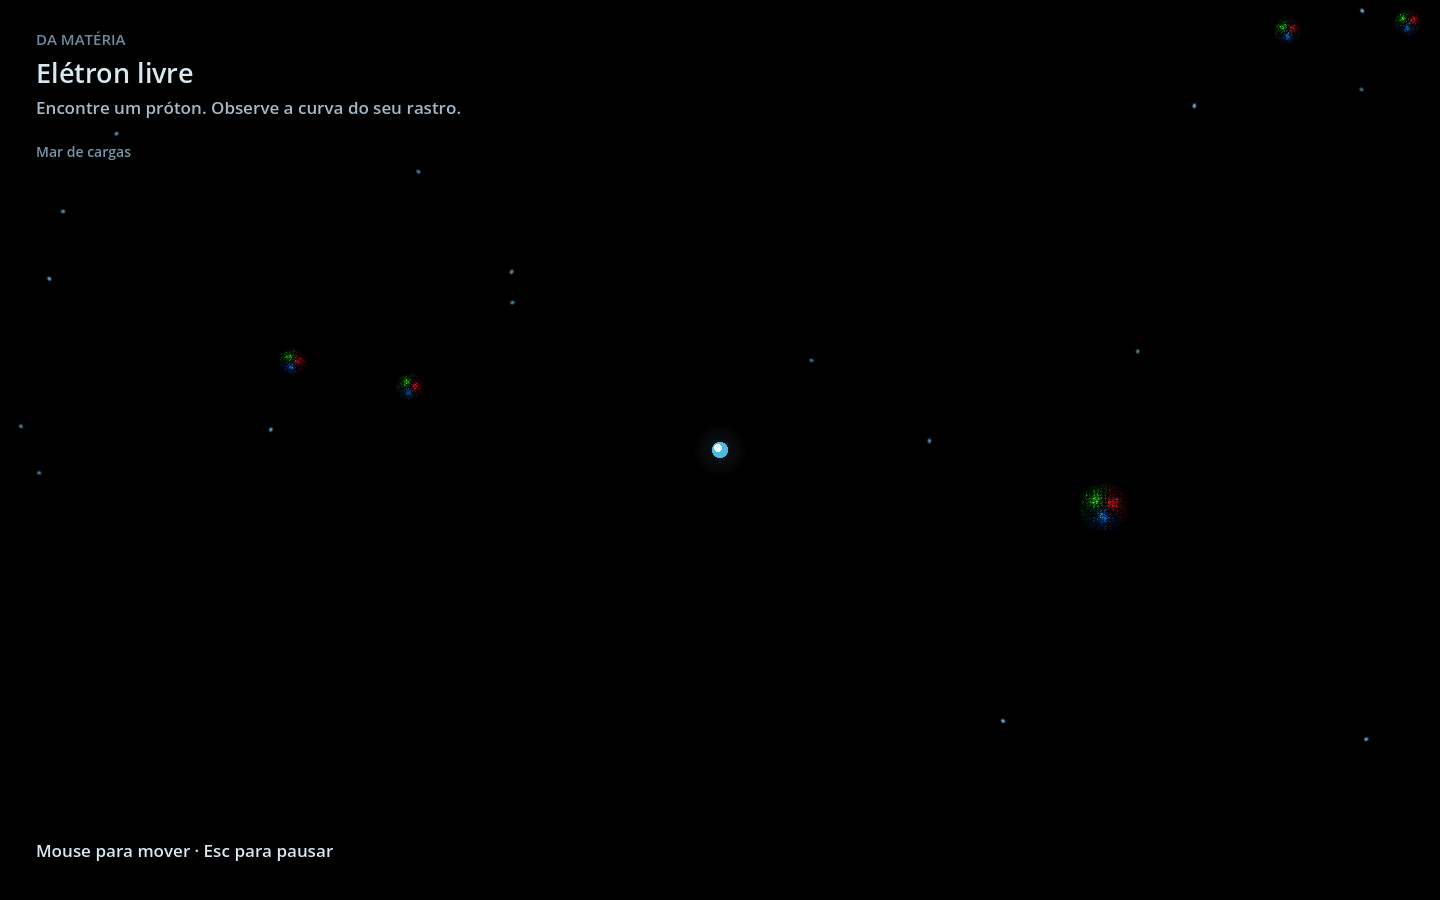 DA MATÉRIA
Elétron livre
Encontre um próton. Observe a curva do seu rastro.
Mar de cargas
Mouse para mover · Esc para pausar